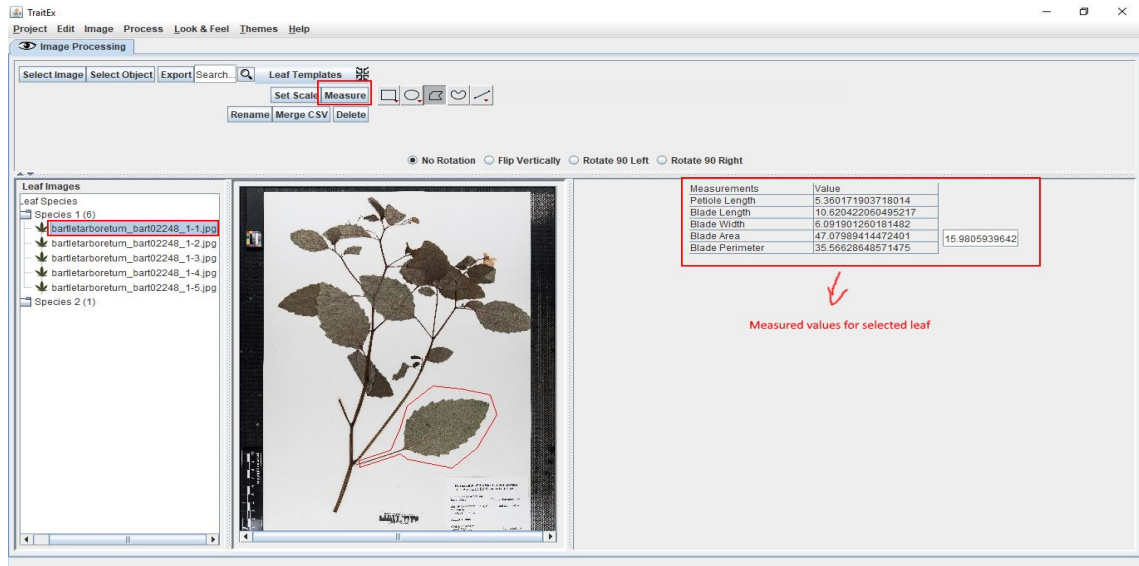 TraitEx
Project Edit Image Process Look & Feel Themes Help
Image Processing
Select Image Select Object Export Search... Leaf Templates
Set Scale Measure
Rename Merge CSV Delete
No Rotation Flip Vertically Rotate 90 Left Rotate 90 Right
Leaf Images
eaf Species
Species 1 (6)
bartletarboretum_bart02248_1-1.jpg
bartletarboretum_bart02248_1-2.jpg
bartletarboretum_bart02248_1-3.jpg
bartletarboretum_bart02248_1-4.jpg
bartletarboretum_bart02248_1-5.jpg
Species 2 (1)
Measurements Value
Petiole Length 5.360171903718014
Blade Length 10.620422060495217
Blade Width 6.091901260181482
Blade Area 47.07989414472401
15.9805939642
Blade Perimeter 35.56628648571475
Measured values for selected leaf